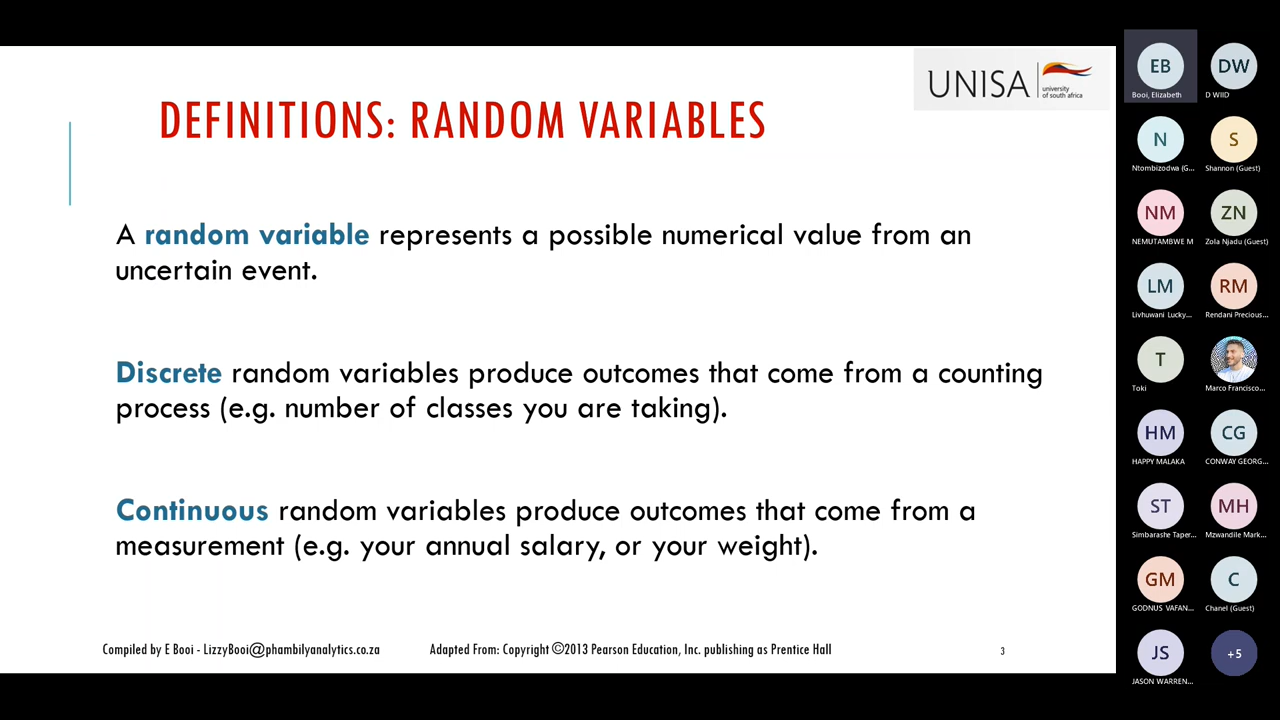 UNISA
university
of south africa
DEFINITIONS: RANDOM VARIABLES
A random variable represents a possible numerical value from an
uncertain event.
Discrete random variables produce outcomes that come from a counting
process (e.g. number of classes you are taking).
Continuous random variables produce outcomes that come from a
measurement (e.g. your annual salary, or your weight).
Compiled by E Booi - LizzyBooi@phambilyanalytics.co.za
Adapted From: Copyright ©2013 Pearson Education, Inc. publishing as Prentice Hall
3
EB
Booi, Elizabeth
DW
D WIID
N
Ntombizodwa (G...
S
Shannon (Guest)
NM
NEMUTAMBWE M
ZN
Zola Njadu (Guest)
LM
Livhuwani Lucky...
RM
Rendani Precious...
T
Toki
Marco Francisco...
HM
HAPPY MALAKA
CG
CONWAY GEORG...
ST
Simbarashe Taper...
MH
Mzwandile Mark...
GM
GODNUS VAFAN...
C
Chanel (Guest)
JS
JASON WARREN...
+5